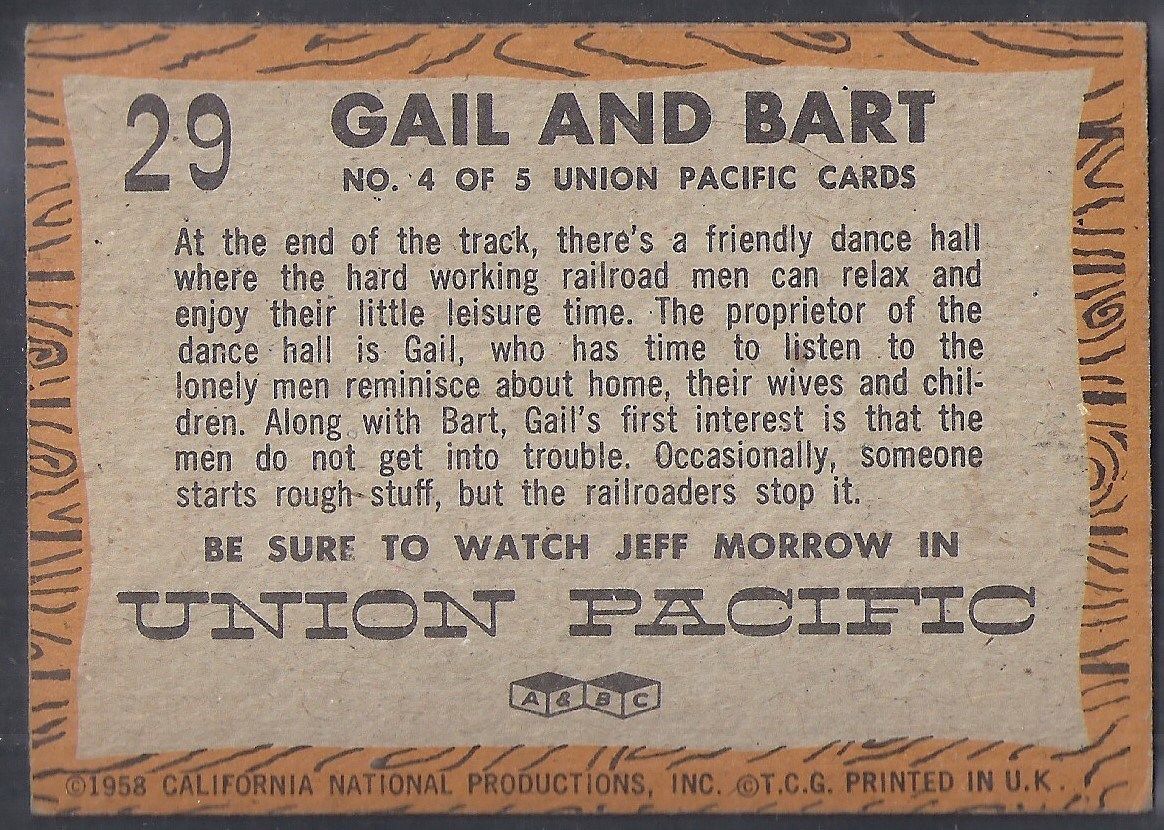 29
GAIL AND BART
NO. 4 OF 5 UNION PACIFIC CARDS
At the end of the track, there's a friendly dance hall
where the hard working railroad men can relax and
enjoy their little leisure time. The proprietor of the
dance hall is Gail, who has time to listen to the
lonely men reminisce about home, their wives and chil-
dren. Along with Bart, Gail's first interest is that the
men do not get into trouble. Occasionally, someone
starts rough stuff, but the railroaders stop it.
BE SURE TO WATCH JEFF MORROW IN
UNION PACIFIC
A & B C
©1958 CALIFORNIA NATIONAL PRODUCTIONS, INC. ©T.C.G. PRINTED IN U.K.